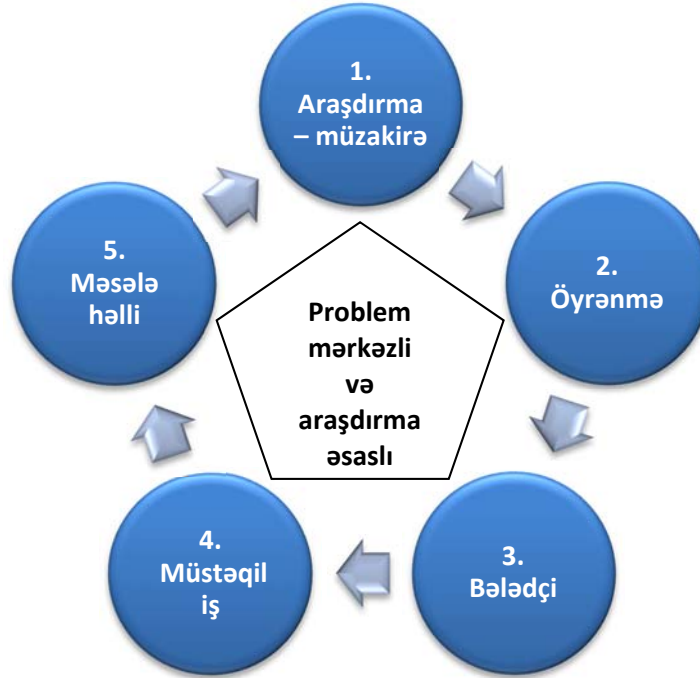 1.
Araşdırma
– müzakirə
2.
Öyrənmə
3.
Bələdçi
4.
Müstəqil
iş
5.
Məsələ
həlli
Problem
mərkəzli
və
araşdırma
əsaslı